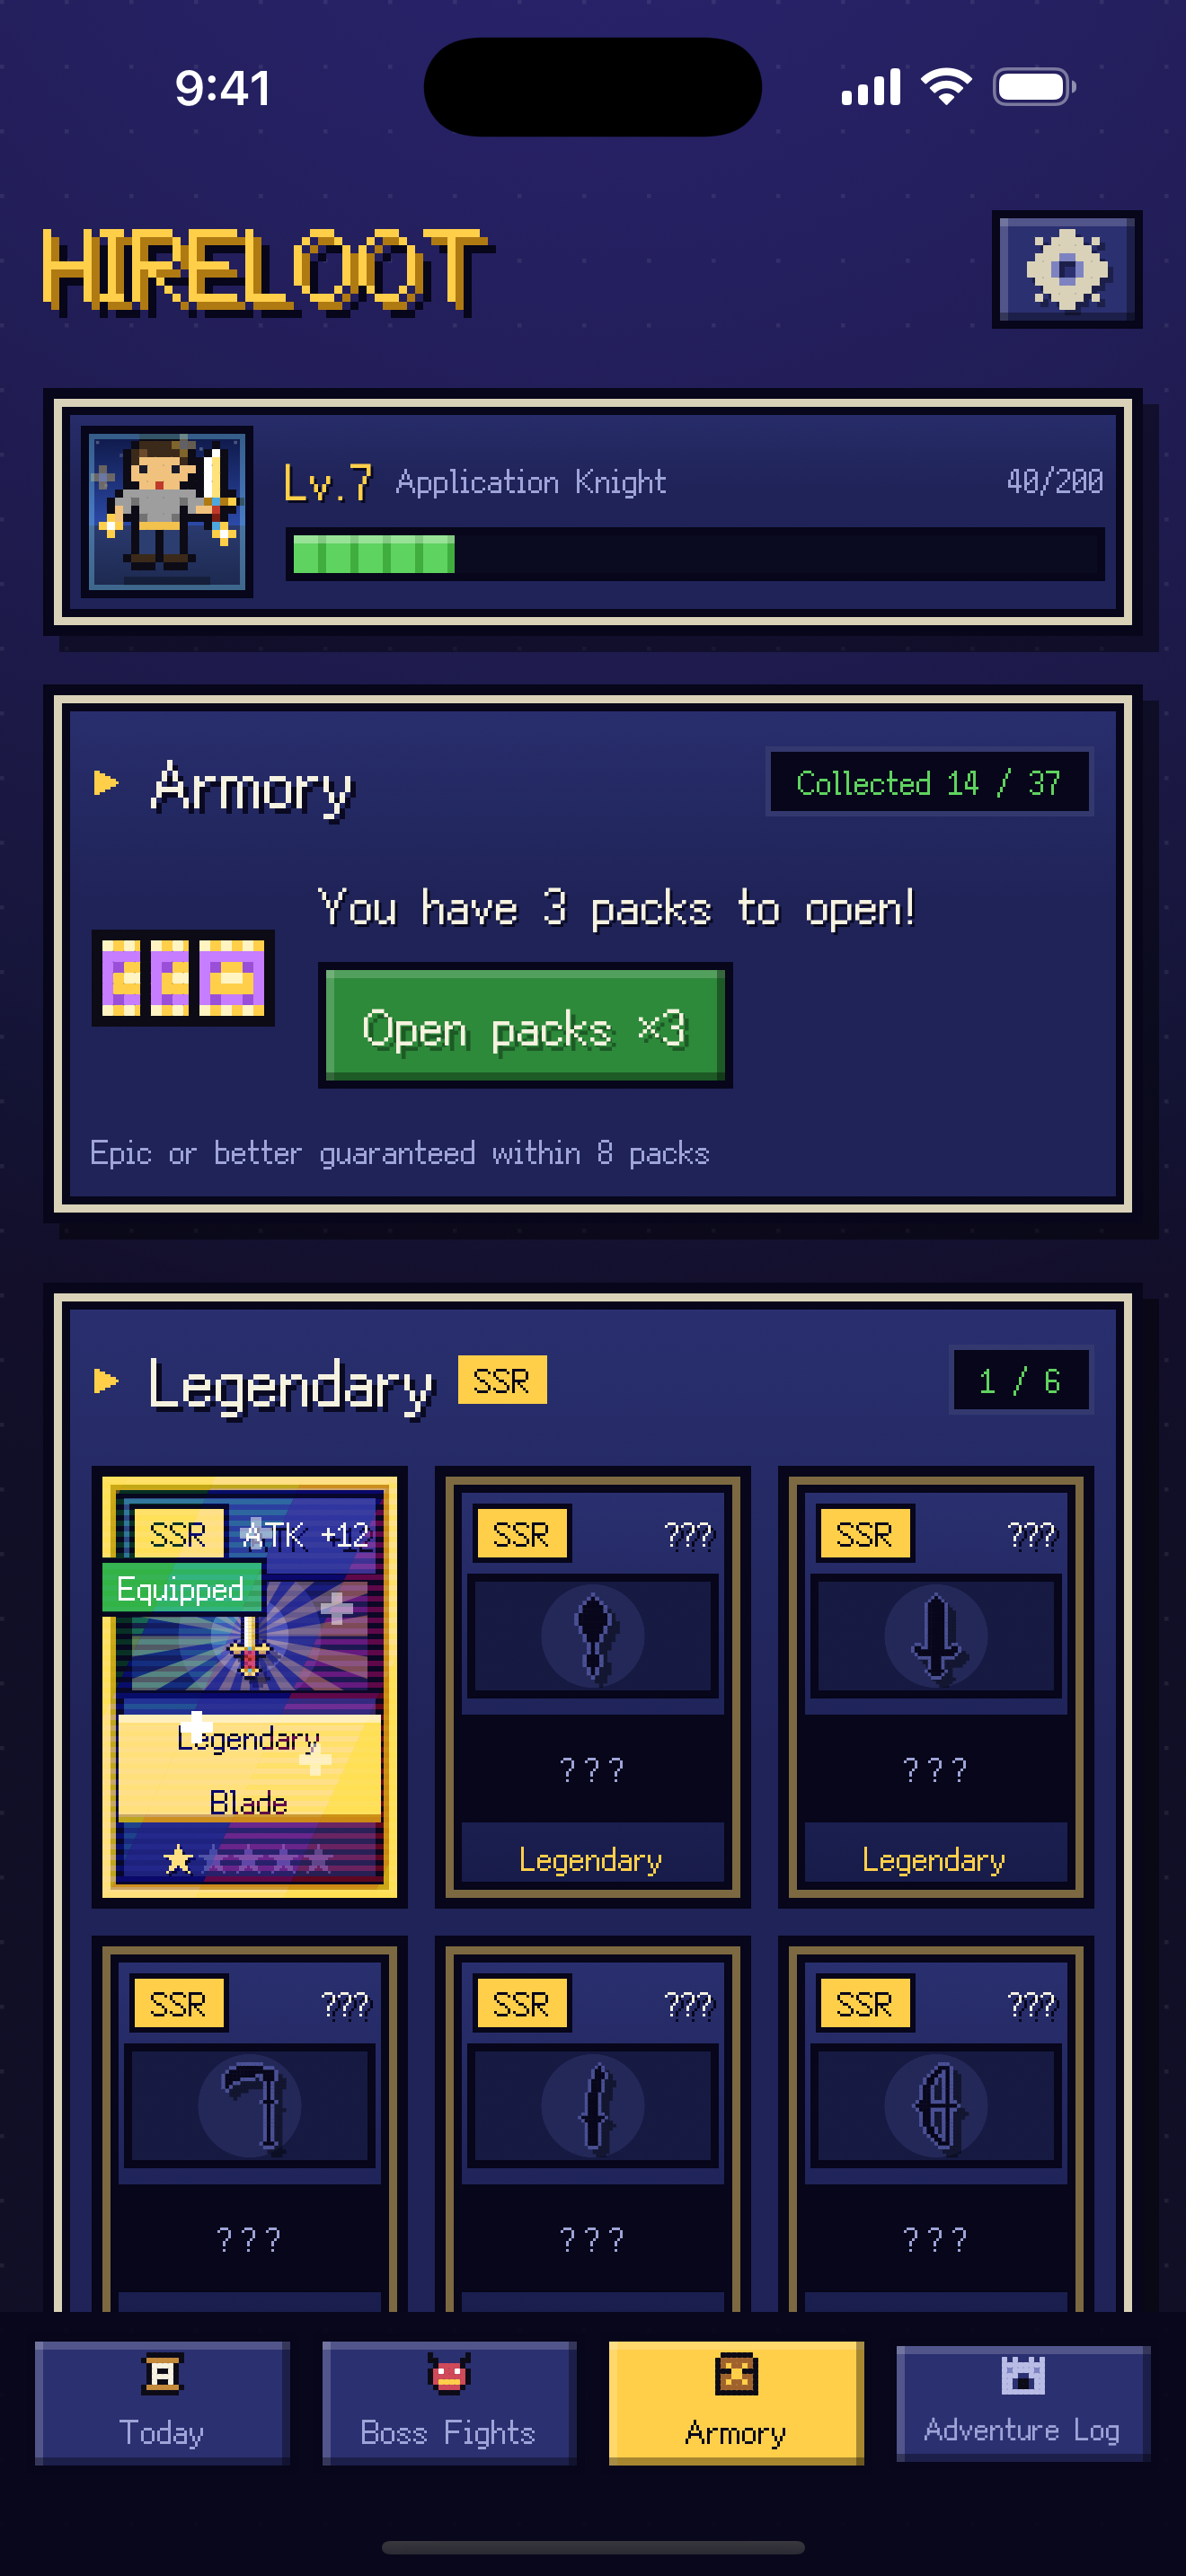 9:41
HIRELOOT
Lv.7 Application Knight 40/200
Armory Collected 14 / 37
You have 3 packs to open!
Open packs ×3
Epic or better guaranteed within 8 packs
Legendary SSR 1 / 6
SSR ATK +12 SSR ??? SSR ???
Equipped
Legendary
Blade
??? ???
Legendary Legendary
SSR ??? SSR ??? SSR ???
??? ??? ???
Today Boss Fights Armory Adventure Log